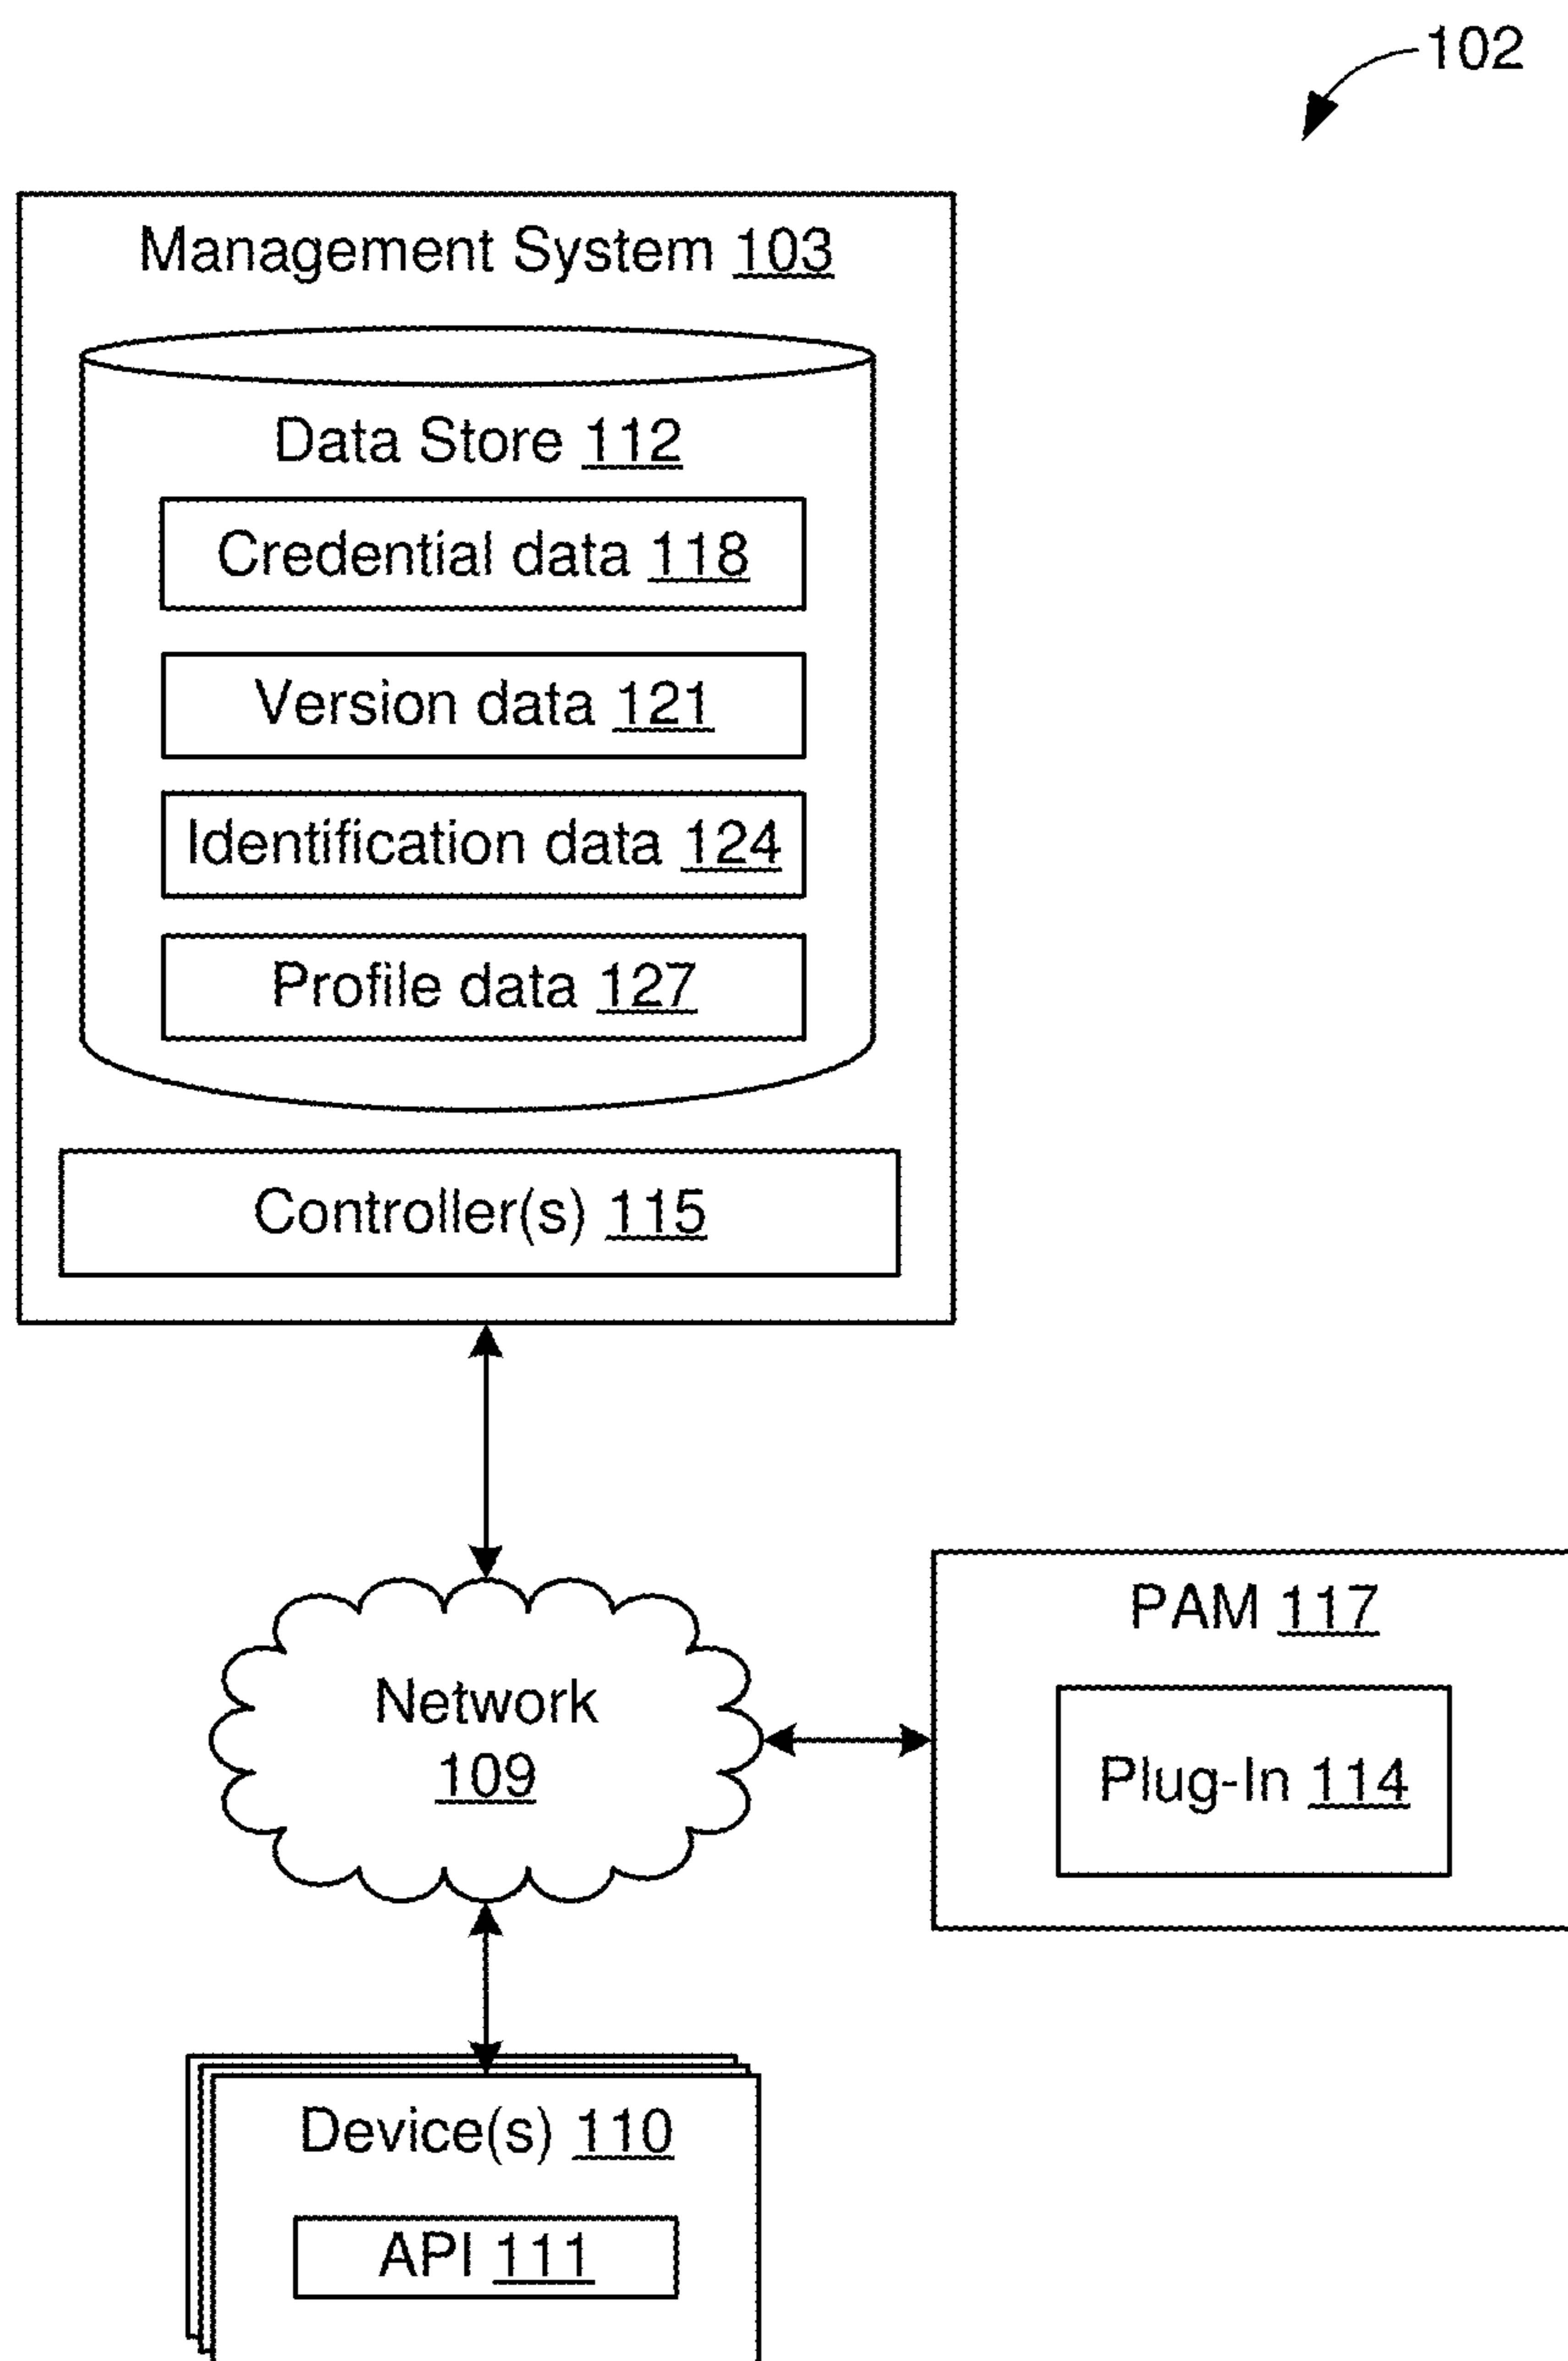 102
Management System 103
Data Store 112
Credential data 118
Version data 121
Identification data 124
Profile data 127
Controller(s) 115
Network
109
PAM 117
Plug-In 114
Device(s) 110
API 111